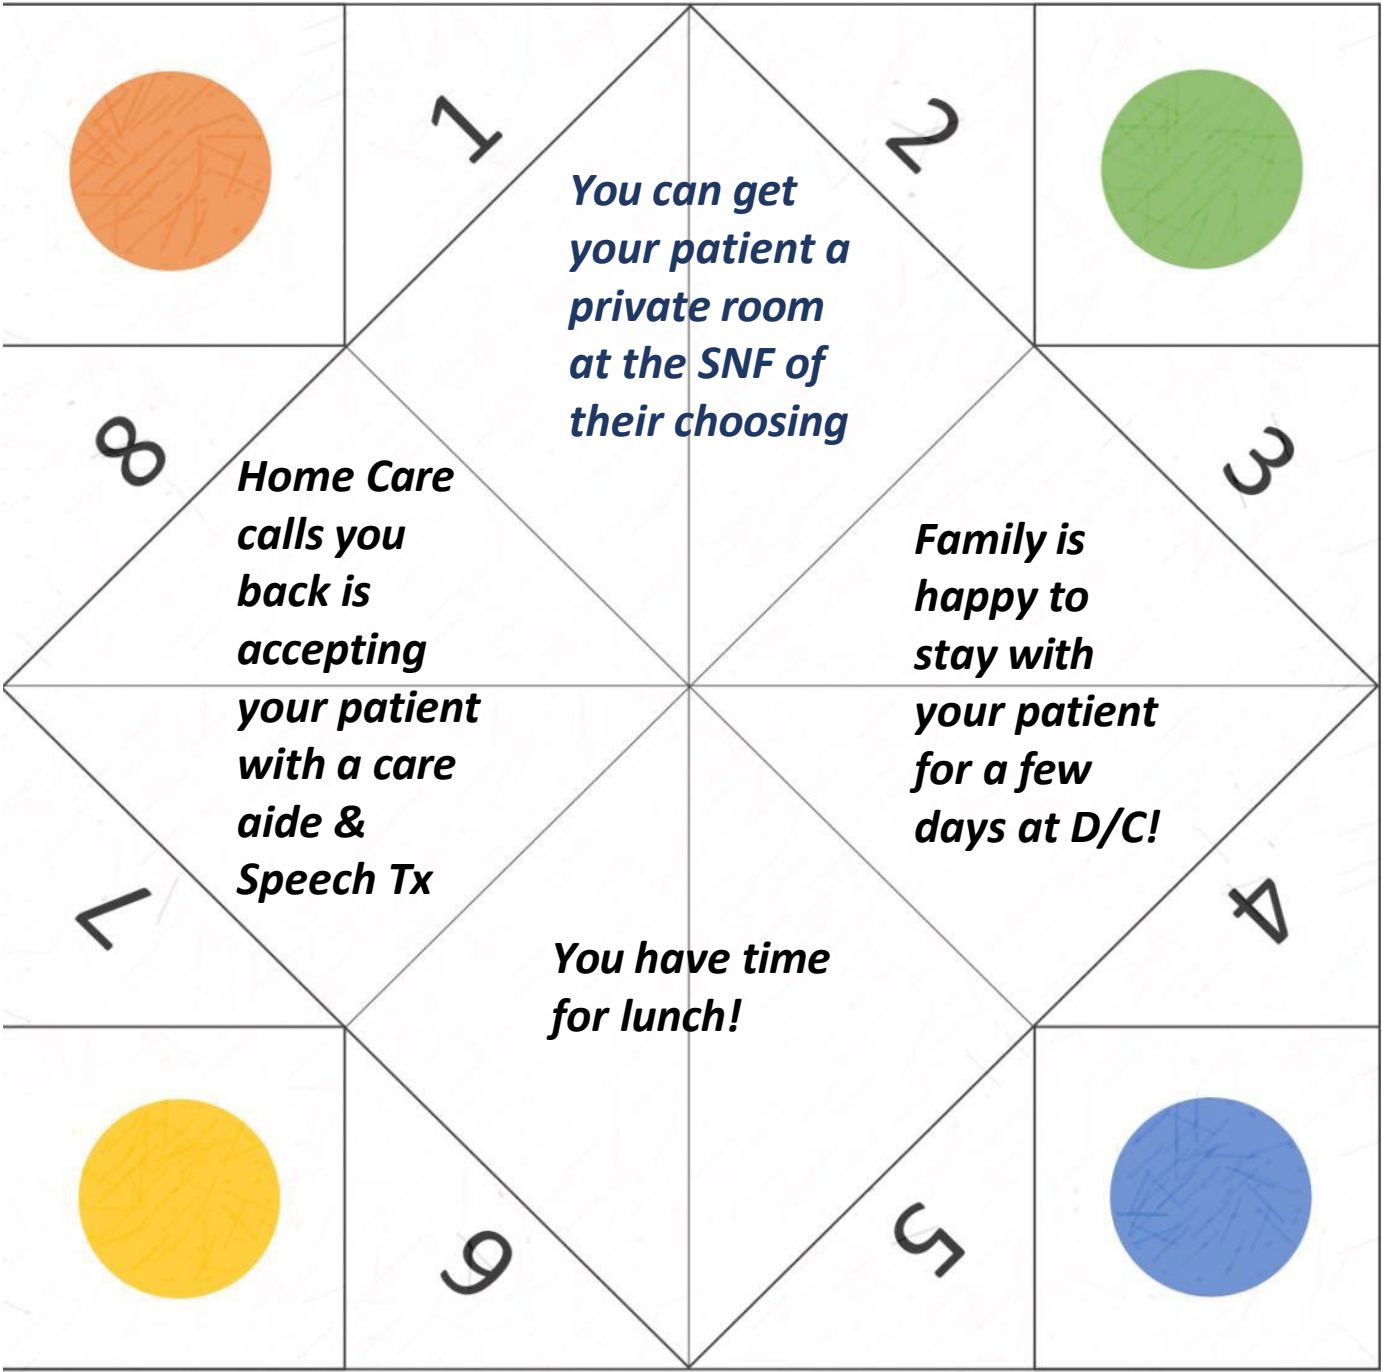 1
2
You can get
your patient a
private room
at the SNF of
their choosing
8
3
Home Care
calls you
back is
accepting
your patient
with a care
aide &
Speech Tx
Family is
happy to
stay with
your patient
for a few
days at D/C!
7
4
You have time
for lunch!
6
5